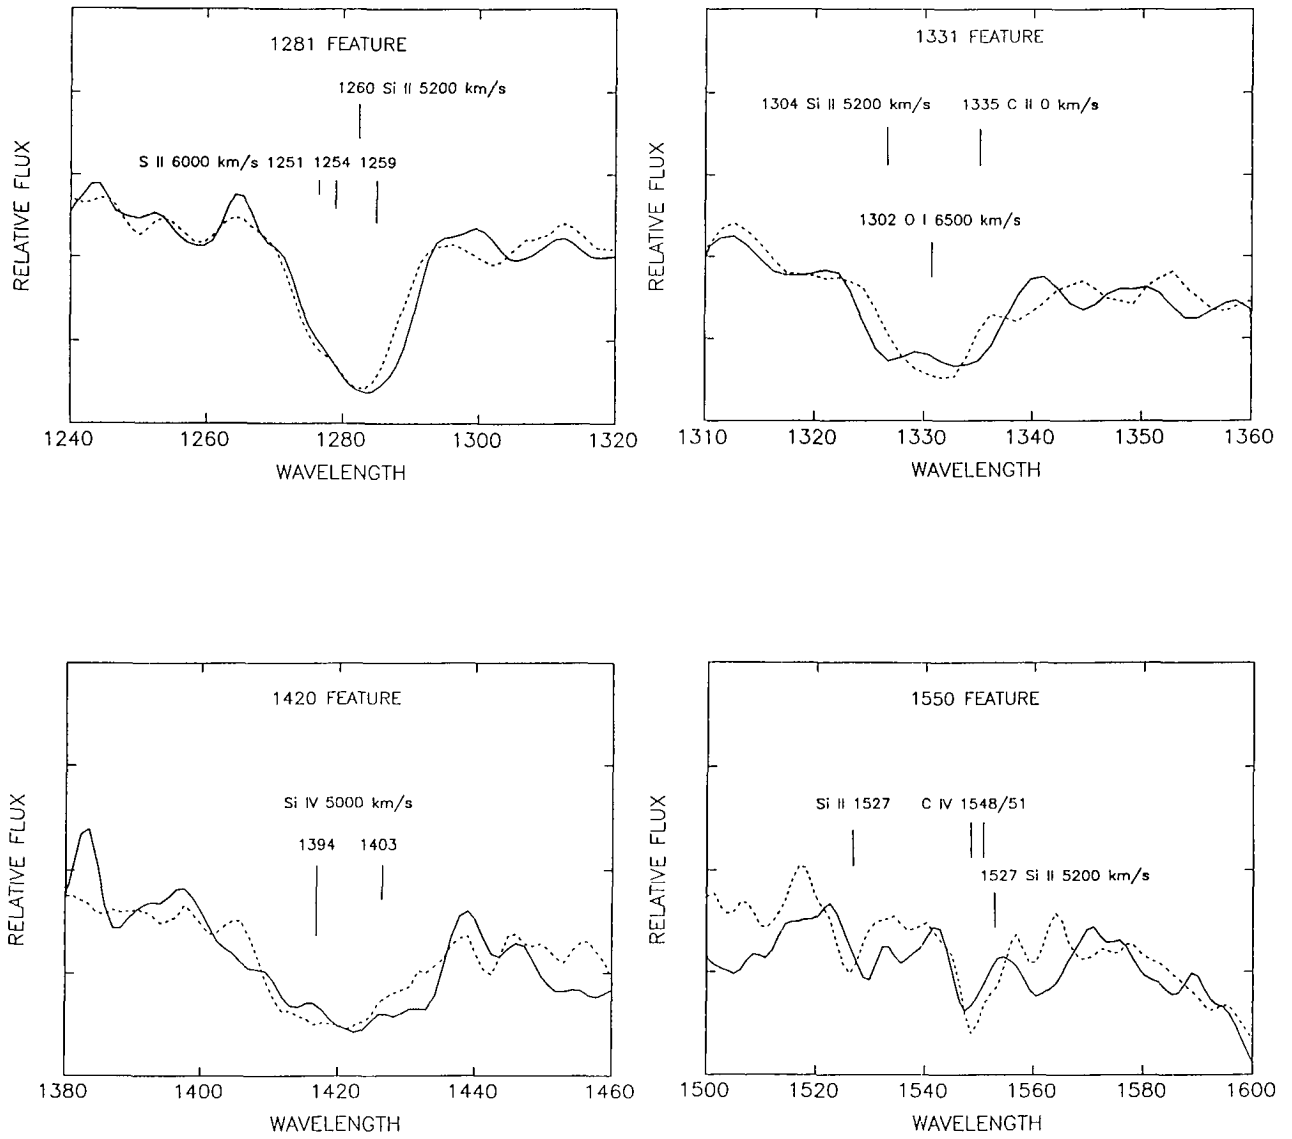 1281 FEATURE
1260 Si II 5200 km/s
S II 6000 km/s 1251 1254 1259
RELATIVE FLUX
1240 1260 1280 1300 1320
WAVELENGTH
1331 FEATURE
1304 Si II 5200 km/s 1335 C II 0 km/s
1302 O I 6500 km/s
RELATIVE FLUX
1310 1320 1330 1340 1350 1360
WAVELENGTH
1420 FEATURE
Si IV 5000 km/s
1394 1403
RELATIVE FLUX
1380 1400 1420 1440 1460
WAVELENGTH
1550 FEATURE
Si II 1527 C IV 1548/51
1527 Si II 5200 km/s
RELATIVE FLUX
1500 1520 1540 1560 1580 1600
WAVELENGTH